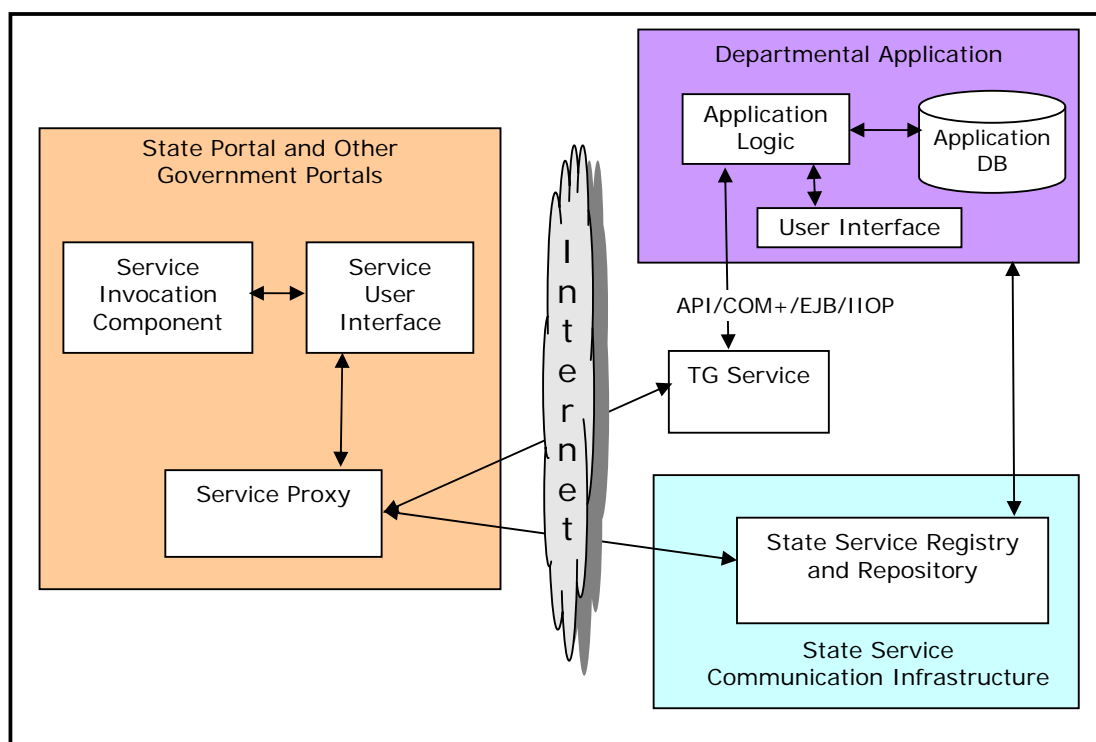 Departmental Application
Application
Logic
Application
DB
User Interface
State Portal and Other
Government Portals
Service
Invocation
Component
Service
User
Interface
Service Proxy
Internet
API/COM+/EJB/IIOP
TG Service
State Service Registry
and Repository
State Service
Communication Infrastructure